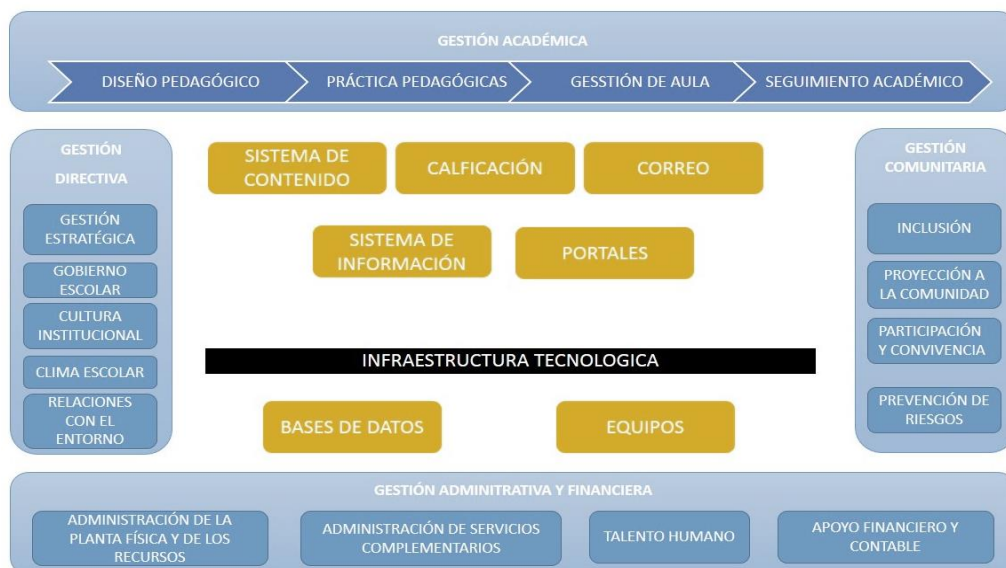 GESTIÓN ACADÉMICA
DISEÑO PEDAGÓGICO
PRÁCTICA PEDAGÓGICAS
GESSTIÓN DE AULA
SEGUIMIENTO ACADÉMICO
GESTIÓN
DIRECTIVA
GESTIÓN
ESTRATÉGICA
GOBIERNO
ESCOLAR
CULTURA
INSTITUCIONAL
CLIMA ESCOLAR
RELACIONES
CON EL
ENTORNO
SISTEMA DE
CONTENIDO
CALFICACIÓN
CORREO
SISTEMA DE
INFORMACIÓN
PORTALES
INFRAESTRUCTURA TECNOLOGICA
BASES DE DATOS
EQUIPOS
GESTIÓN
COMUNITARIA
INCLUSIÓN
PROYECCIÓN A
LA COMUNIDAD
PARTICIPACIÓN
Y CONVIVENCIA
PREVENCIÓN DE
RIESGOS
GESTIÓN ADMINITRATIVA Y FINANCIERA
ADMINISTRACIÓN DE LA
PLANTA FÍSICA Y DE LOS
RECURSOS
ADMINISTRACIÓN DE SERVICIOS
COMPLEMENTARIOS
TALENTO HUMANO
APOYO FINANCIERO Y
CONTABLE